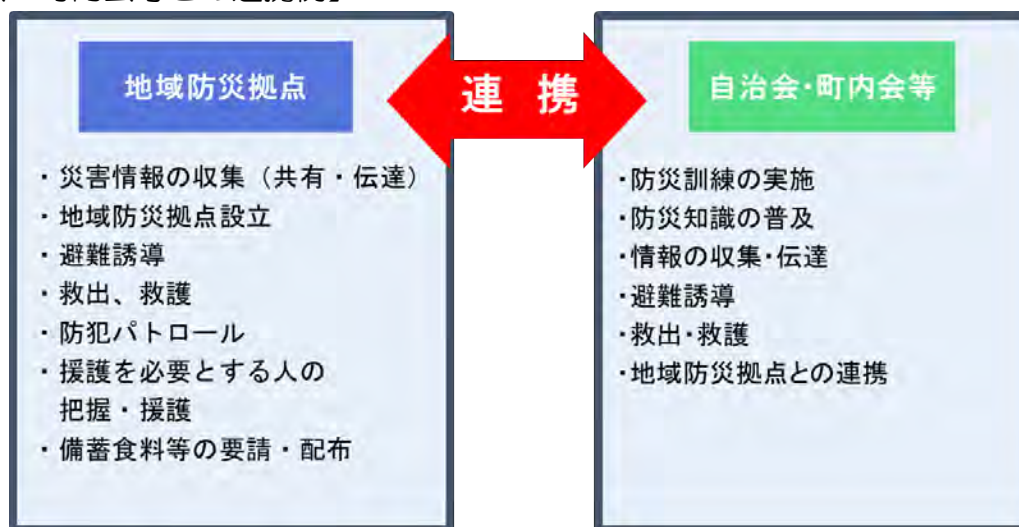 地域防災拠点
・災害情報の収集（共有・伝達）
・地域防災拠点設立
・避難誘導
・救出、救護
・防犯パトロール
・援護を必要とする人の
把握・援護
・備蓄食料等の要請・配布
連 携
自治会・町内会等
・防災訓練の実施
・防災知識の普及
・情報の収集・伝達
・避難誘導
・救出・救護
・地域防災拠点との連携